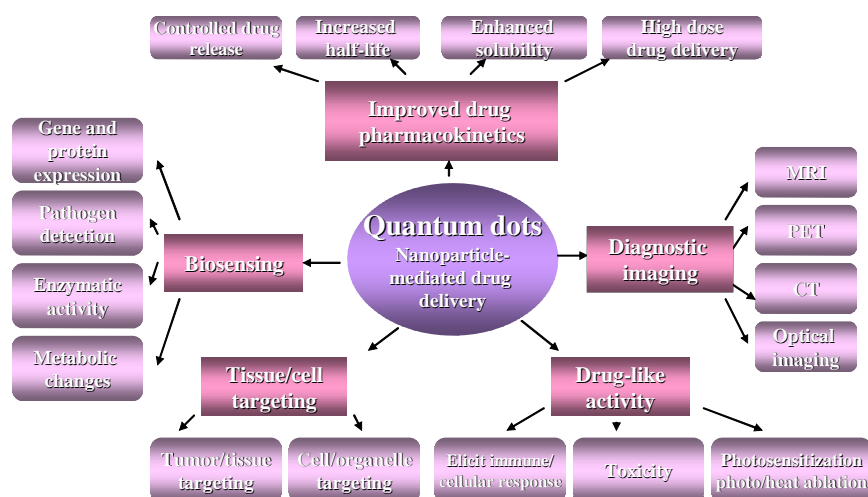 Controlled drug
release
Increased
half-life
Enhanced
solubility
High dose
drug delivery
Improved drug
pharmacokinetics
Gene and
protein
expression
Pathogen
detection
Enzymatic
activity
Metabolic
changes
Biosensing
Quantum dots
Nanoparticle-
mediated drug
delivery
Diagnostic
imaging
MRI
PET
CT
Optical
imaging
Tissue/cell
targeting
Drug-like
activity
Tumor/tissue
targeting
Cell/organelle
targeting
Elicit immune/
cellular response
Toxicity
Photosensitization
photo/heat ablation